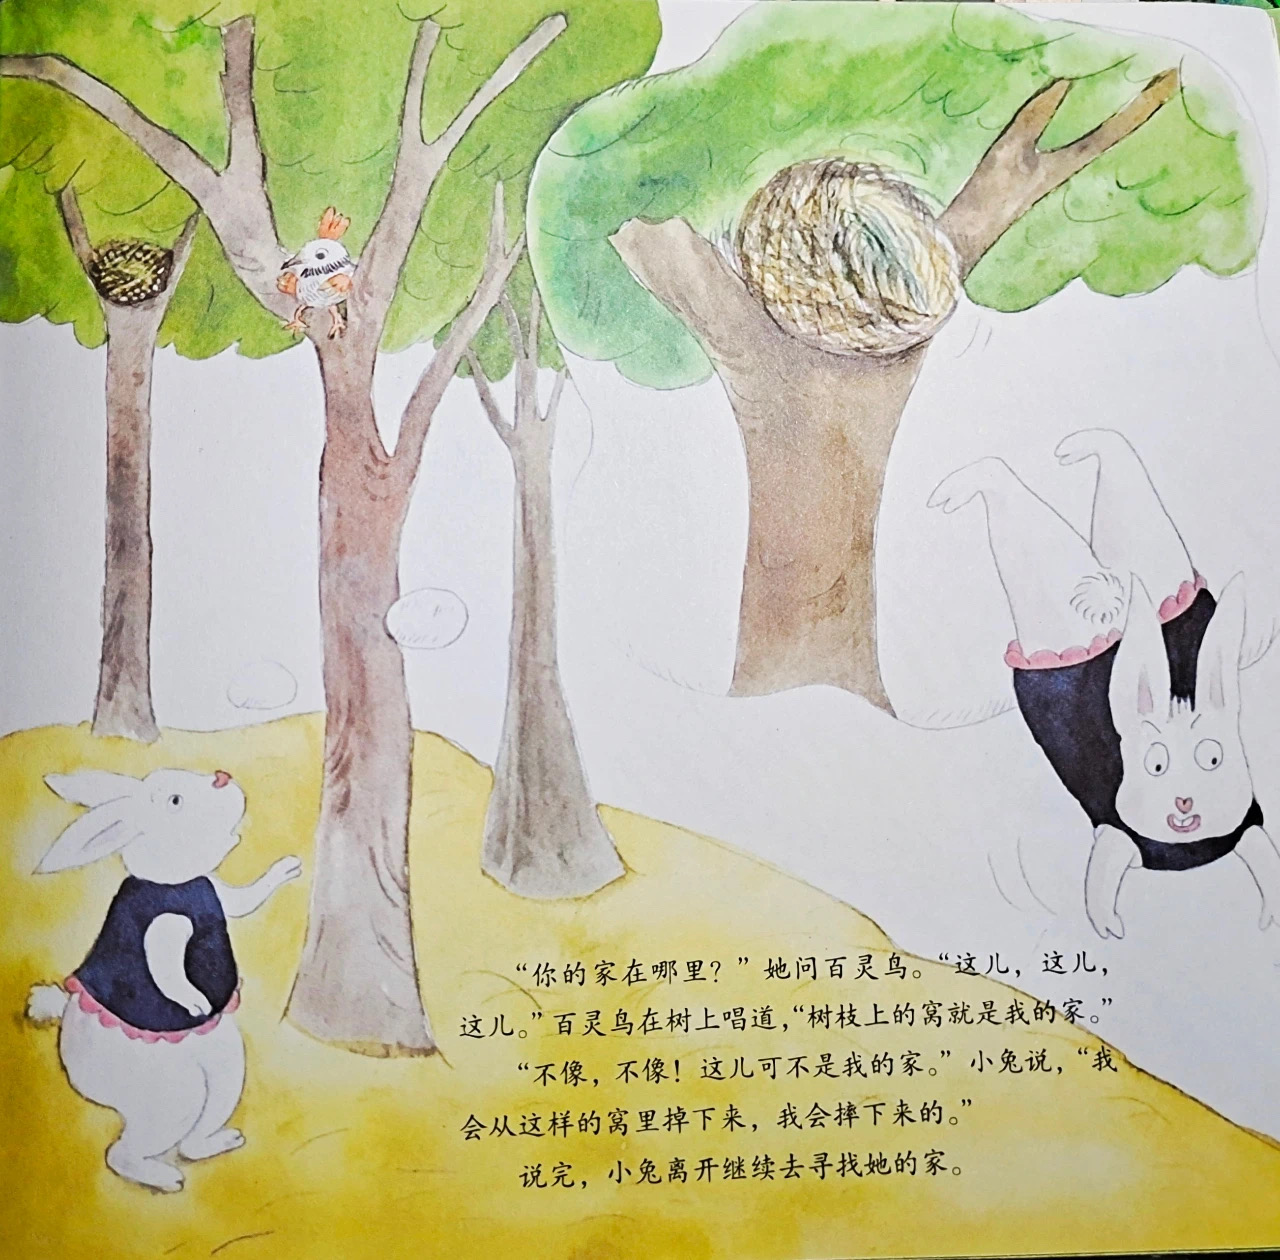 “你的家在哪里？”她问百灵鸟。“这儿，这儿，
这儿。”百灵鸟在树上唱道，“树枝上的窝就是我的家。”
“不像，不像！这儿可不是我的家。”小兔说，“我
会从这样的窝里掉下来，我会摔下来的。”
说完，小兔离开继续去寻找她的家。